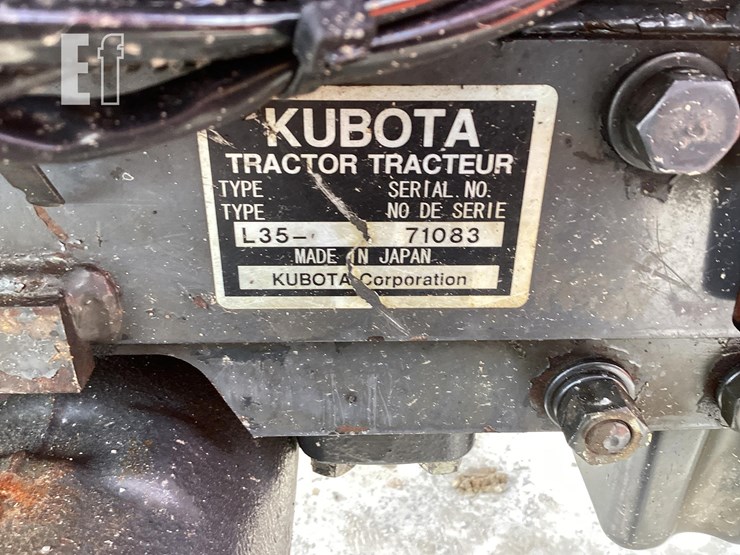 Ef
KUBOTA
TRACTOR TRACTEUR
TYPE SERIAL NO.
TYPE NO DE SERIE
L35- 71083
MADE IN JAPAN
KUBOTA Corporation